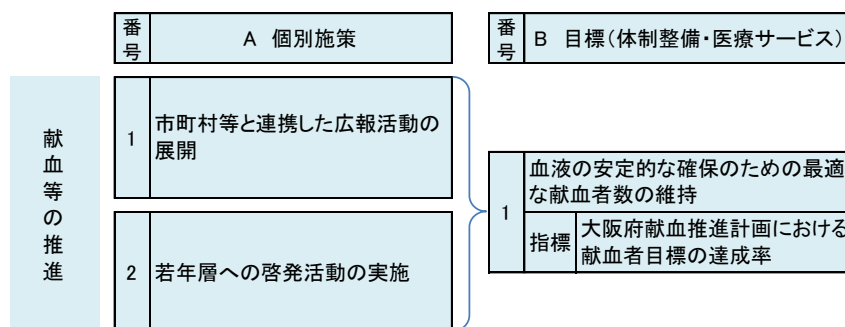 番号
A 個別施策
番号
B 目標(体制整備・医療サービス)
献血等の推進
1
市町村等と連携した広報活動の
展開
2
若年層への啓発活動の実施
1
血液の安定的な確保のための最適
な献血者数の維持
指標
大阪府献血推進計画における
献血者目標の達成率